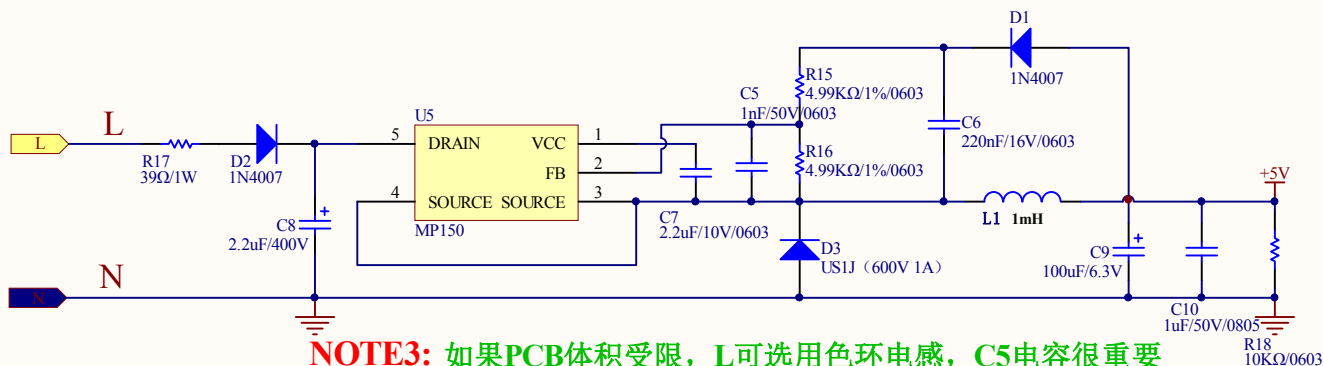 D1
1N4007
R15
4.99KΩ/1%/0603
C5
1nF/50V/0603
C6
220nF/16V/0603
U5
L
L
R17
39Ω/1W
D2
1N4007
5
DRAIN
VCC
1
FB
2
4
SOURCE
SOURCE
3
MP150
R16
4.99KΩ/1%/0603
C7
2.2uF/10V/0603
C8
2.2uF/400V
L1 1mH
+5V
D3
US1J（600V 1A）
C9
100uF/6.3V
N
N
C10
1uF/50V/0805
R18
10KΩ/0603
NOTE3: 如果PCB体积受限，L可选用色环电感，C5电容很重要